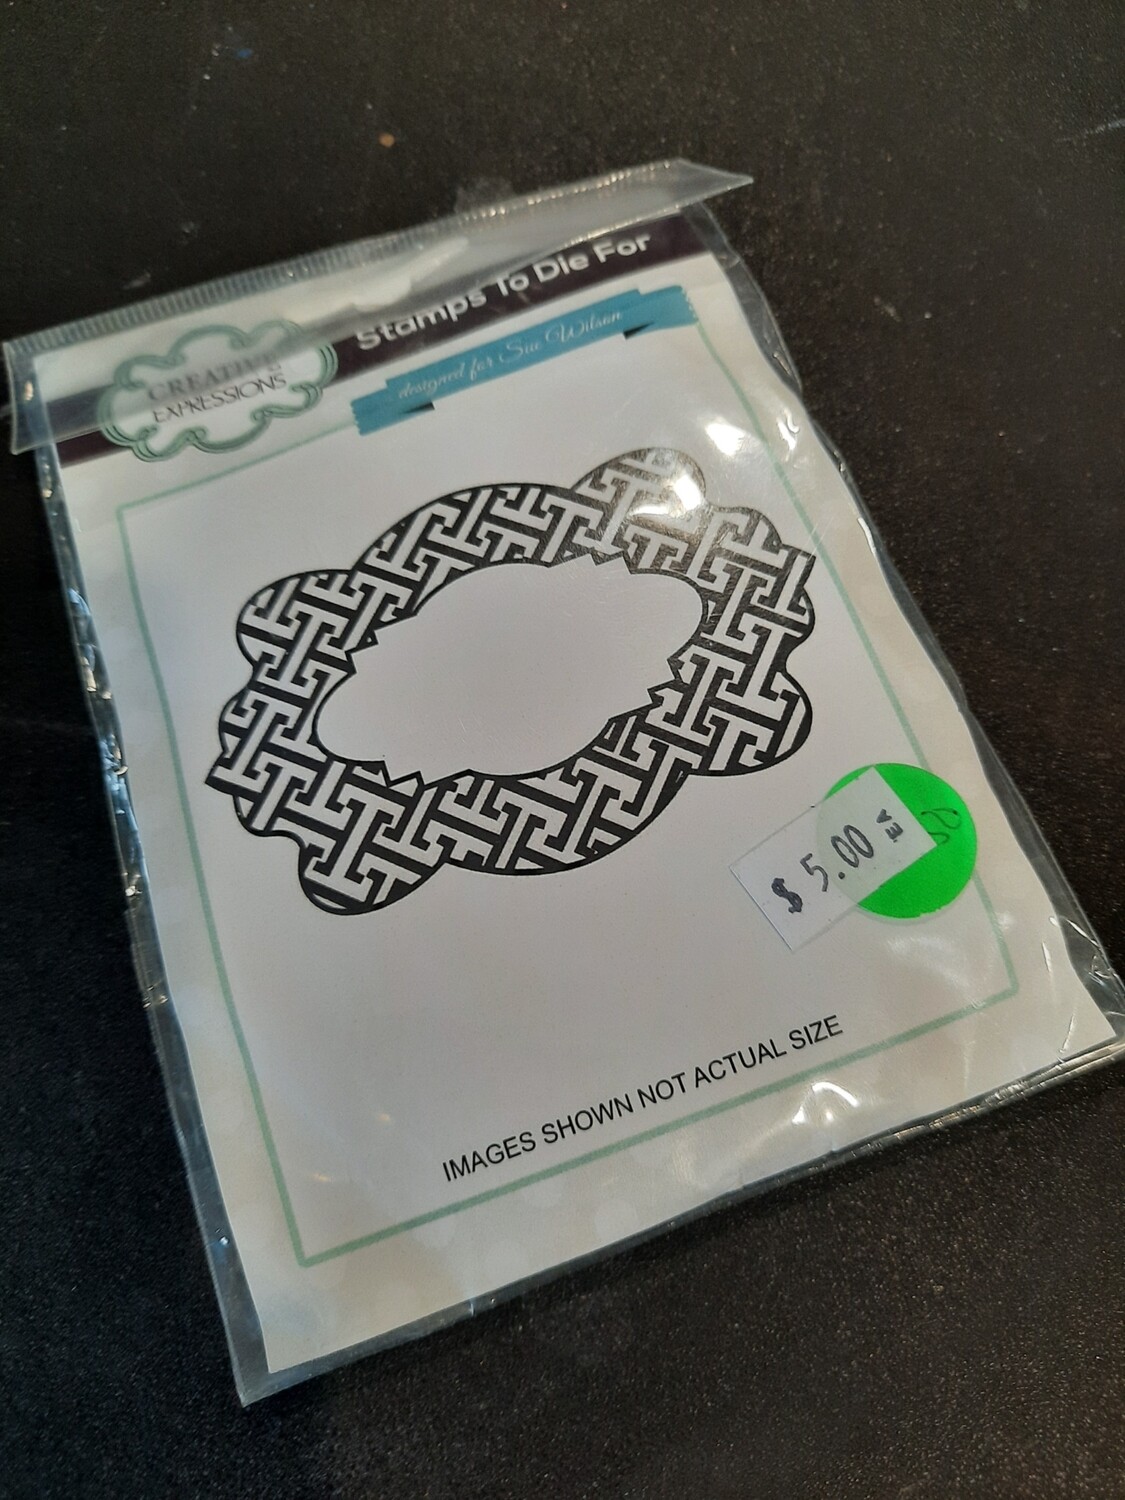 Stamps To Die For
designed for Sue Wilson
CREATIVE
EXPRESSIONS
$ 5.00 EA
IMAGES SHOWN NOT ACTUAL SIZE